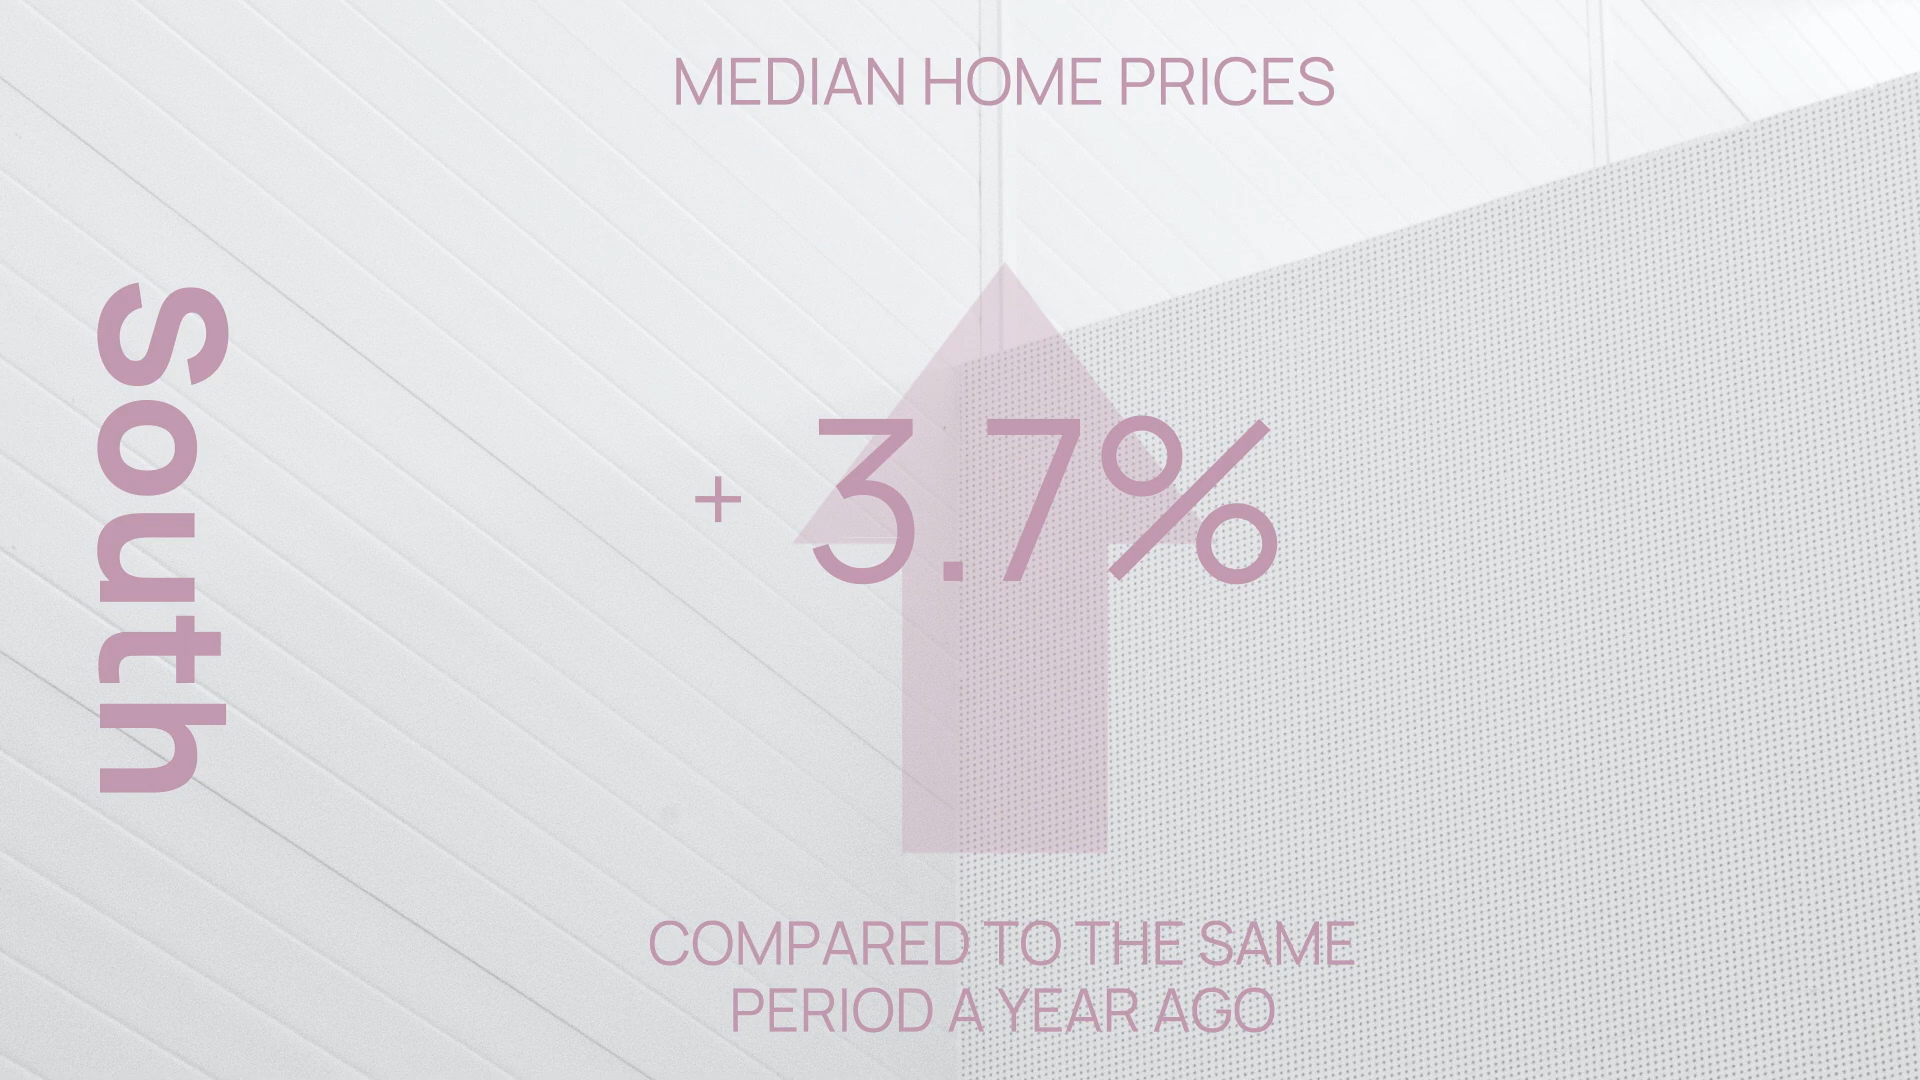 MEDIAN HOME PRICES
South
+ 3.7%
COMPARED TO THE SAME
PERIOD A YEAR AGO